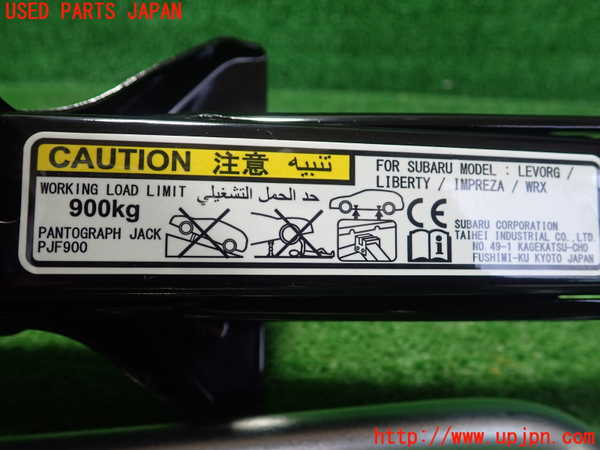 USED PARTS JAPAN
CAUTION 注意 تنبيه
WORKING LOAD LIMIT حد الحمل التشغيلي
900kg
PANTOGRAPH JACK
PJF900
FOR SUBARU MODEL : LEVORG /
LIBERTY / IMPREZA / WRX
CE
SUBARU CORPORATION
TAIHEI INDUSTRIAL CO.,LTD
NO.49-1 KAGEKATSU-CHO
FUSHIMI-KU KYOTO JAPAN
http://www.upjpn.com/